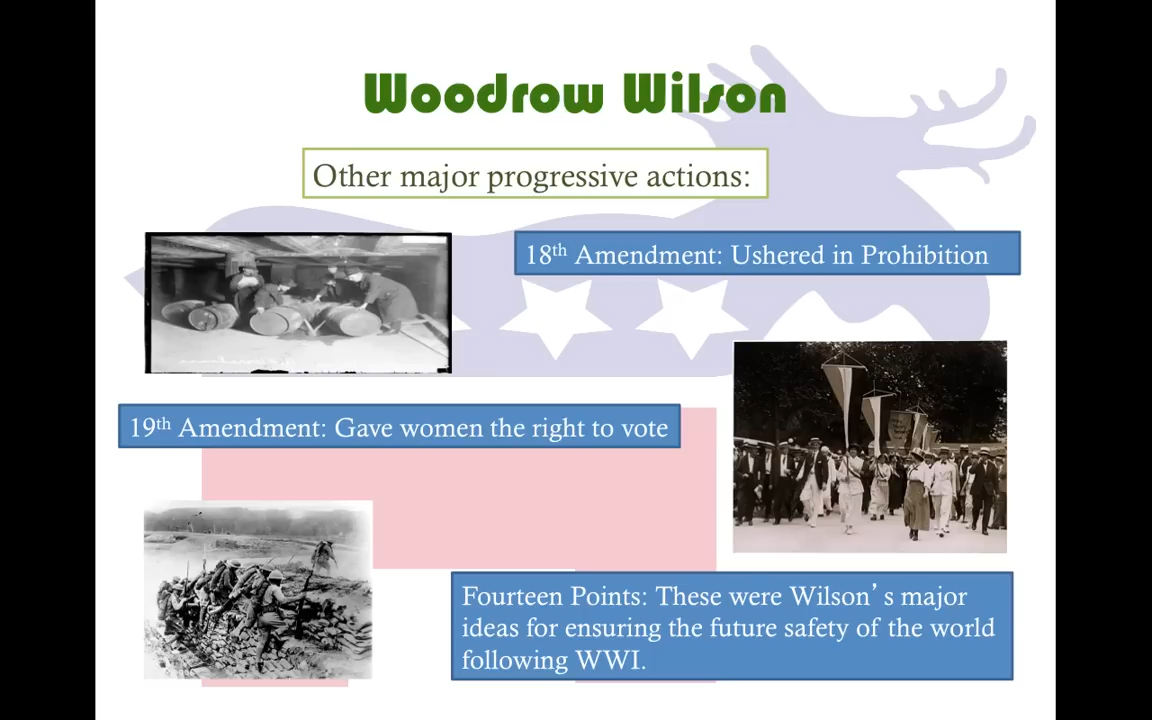 Woodrow Wilson
Other major progressive actions:
18th Amendment: Ushered in Prohibition
19th Amendment: Gave women the right to vote
Fourteen Points: These were Wilson’s major
ideas for ensuring the future safety of the world
following WWI.